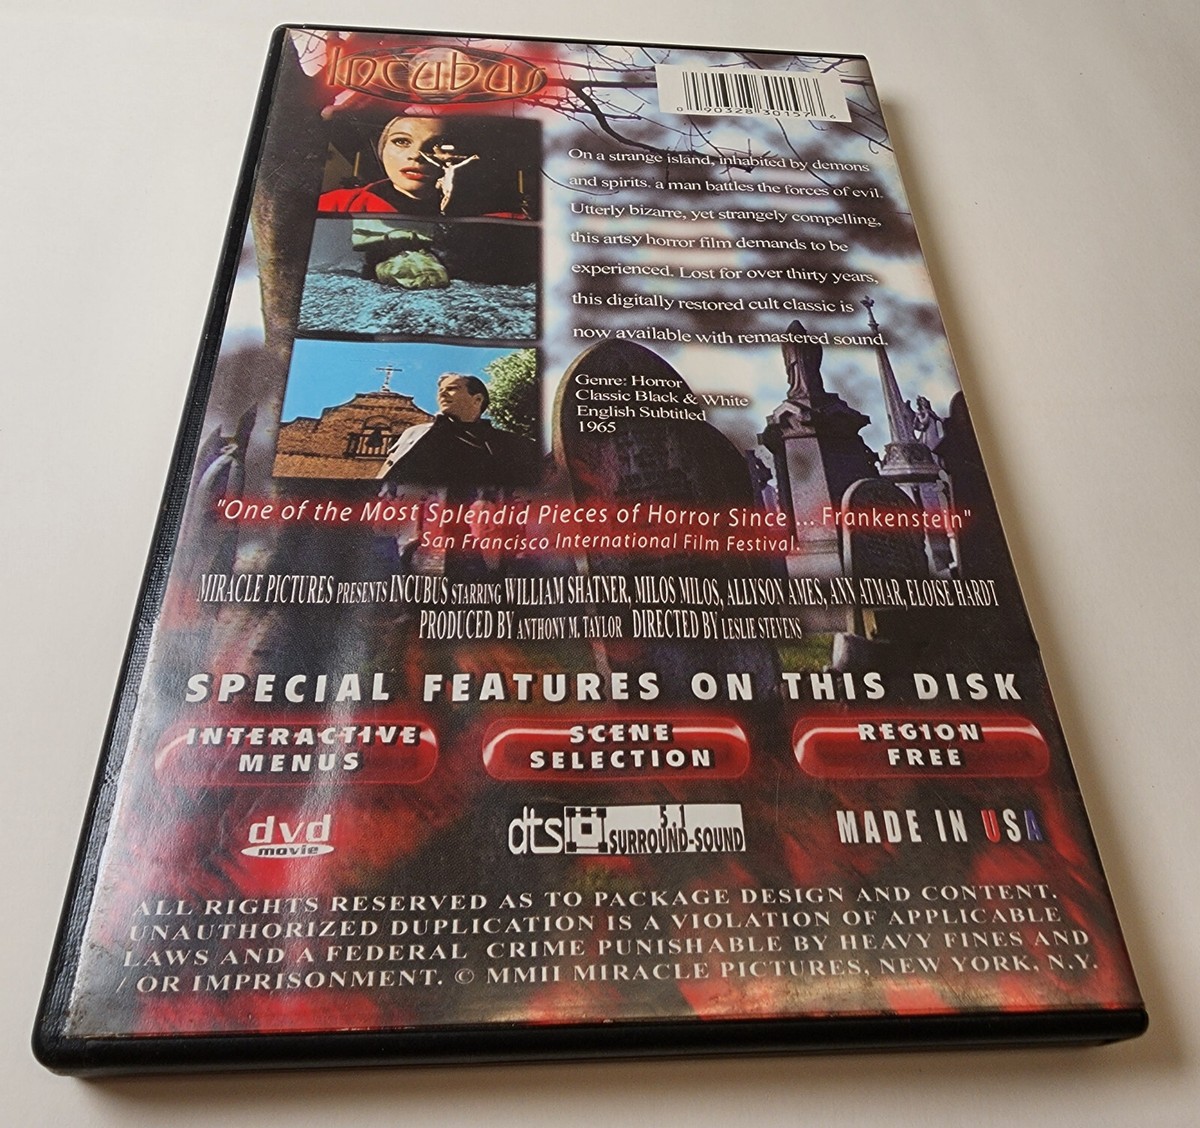 Incubus
0 90328 30157 6
On a strange island, inhabited by demons
and spirits. a man battles the forces of evil.
Utterly bizarre, yet strangely compelling,
this artsy horror film demands to be
experienced. Lost for over thirty years,
this digitally restored cult classic is
now available with remastered sound.
Genre: Horror
Classic Black & White
English Subtitled
1965
"One of the Most Splendid Pieces of Horror Since ... Frankenstein"
- San Francisco International Film Festival.
MIRACLE PICTURES PRESENTS INCUBUS STARRING WILLIAM SHATNER, MILOS MILOS, ALLYSON AMES, ANN ATMAR, ELOISE HARDT
PRODUCED BY ANTHONY M. TAYLOR DIRECTED BY LESLIE STEVENS
SPECIAL FEATURES ON THIS DISK
INTERACTIVE
MENUS
SCENE
SELECTION
REGION
FREE
dvd
movie
dts 5.1
SURROUND-SOUND
MADE IN USA
ALL RIGHTS RESERVED AS TO PACKAGE DESIGN AND CONTENT.
UNAUTHORIZED DUPLICATION IS A VIOLATION OF APPLICABLE
LAWS AND A FEDERAL CRIME PUNISHABLE BY HEAVY FINES AND
/ OR IMPRISONMENT. © MMII MIRACLE PICTURES, NEW YORK, N.Y.